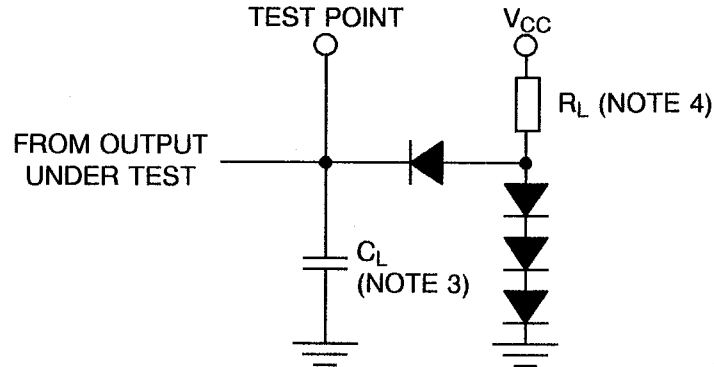 TEST POINT
VCC
RL (NOTE 4)
FROM OUTPUT
UNDER TEST
CL
(NOTE 3)